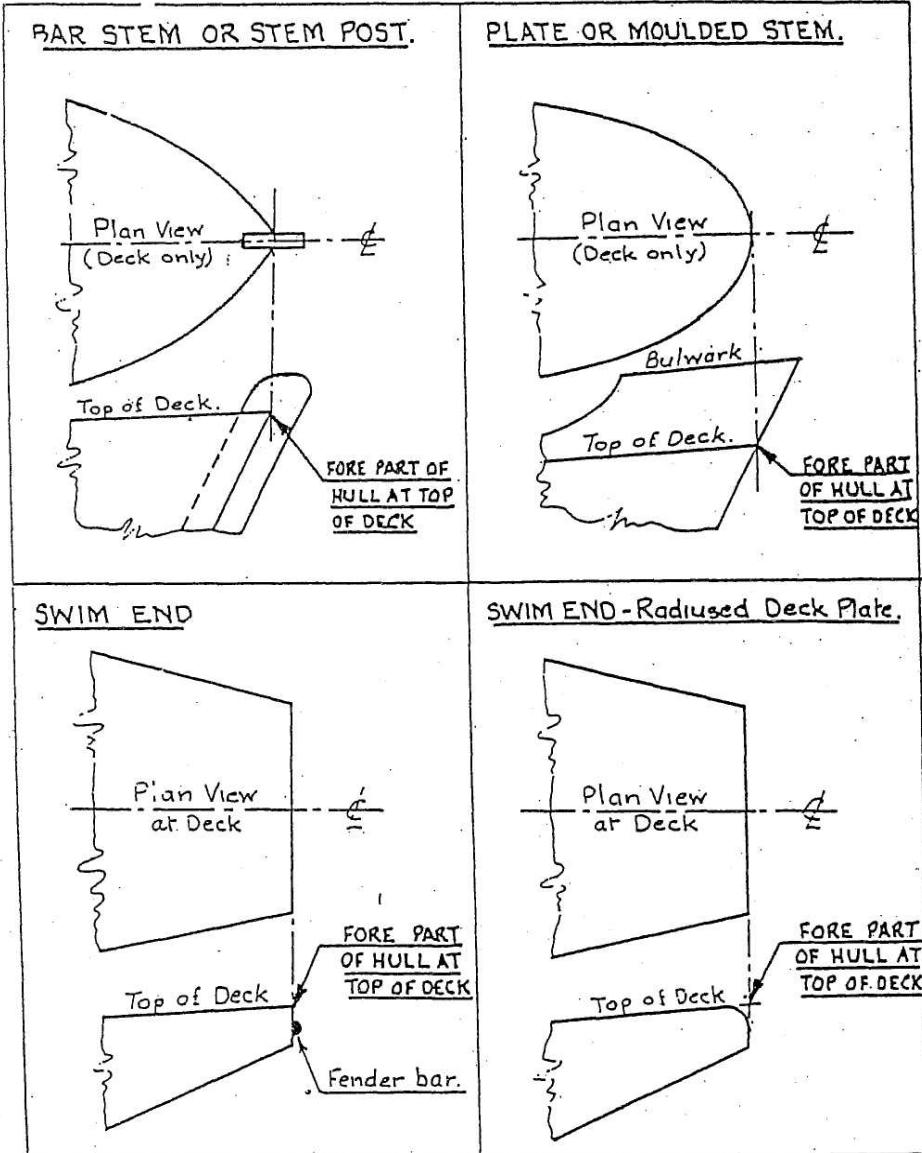 BAR STEM OR STEM POST.
Plan View
(Deck only)
℄
Top of Deck.
FORE PART OF
HULL AT TOP
OF DECK
PLATE OR MOULDED STEM.
Plan View
(Deck only)
℄
Bulwark
Top of Deck.
FORE PART
OF HULL AT
TOP OF DECK
SWIM END
Plan View
at Deck
℄
FORE PART
OF HULL AT
TOP OF DECK
Top of Deck
Fender bar.
SWIM END-Radiused Deck Plate.
Plan View
at Deck
℄
FORE PART
OF HULL AT
TOP OF DECK
Top of Deck